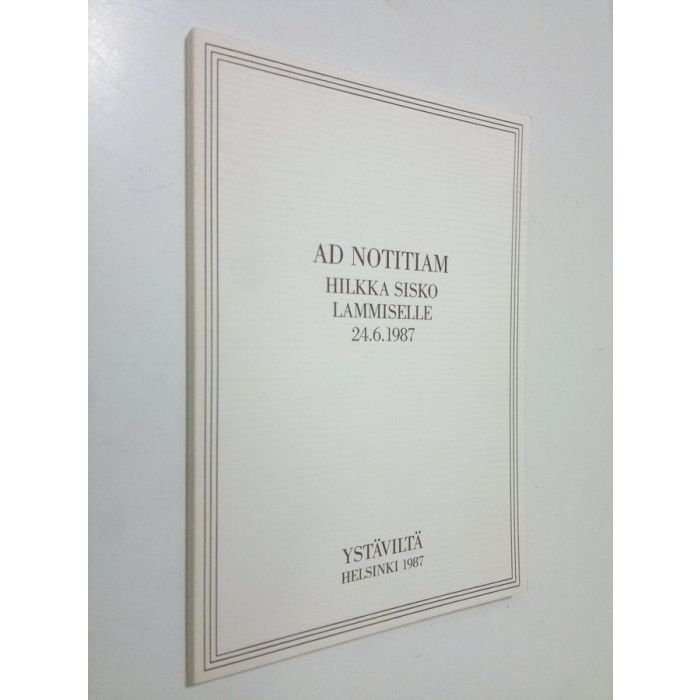 AD NOTITIAM
HILKKA SISKO
LAMMISELLE
24.6.1987
YSTÄVILTÄ
HELSINKI 1987